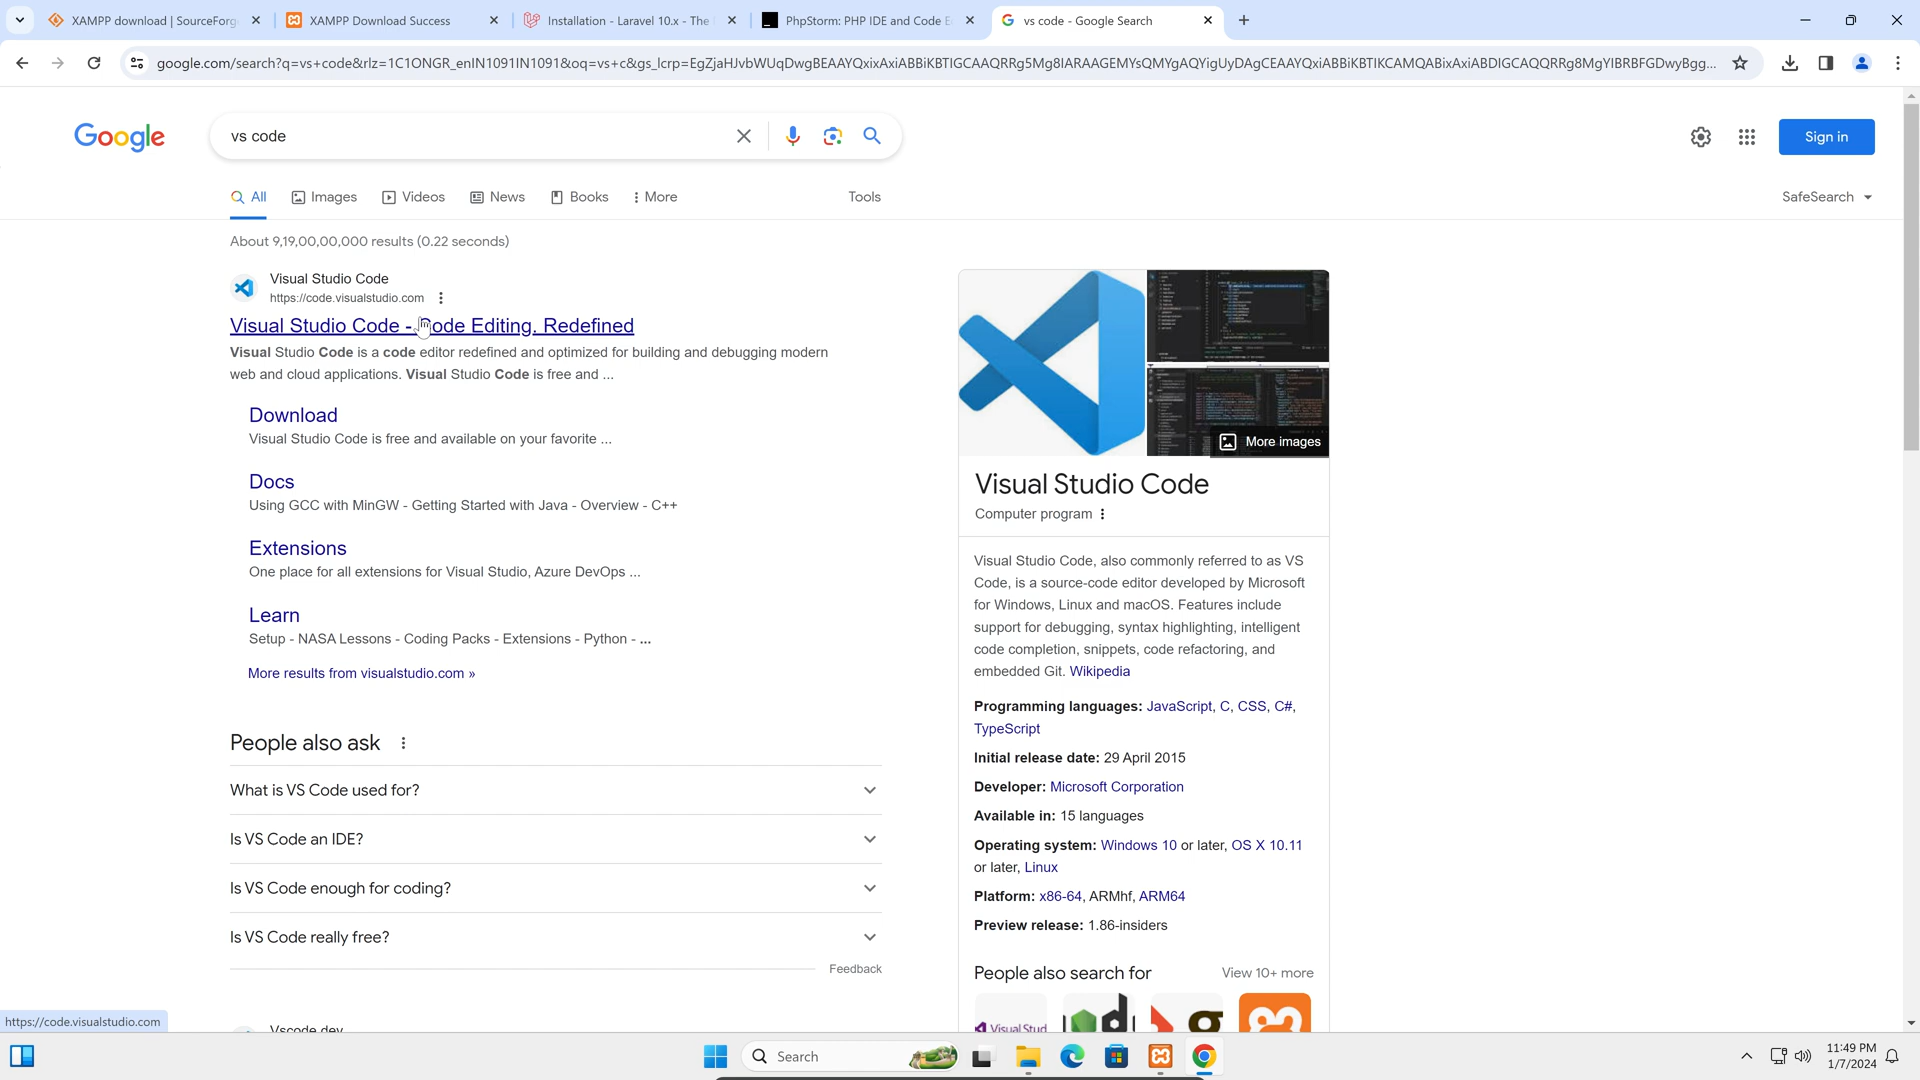 XAMPP download | SourceForg
XAMPP Download Success
Installation - Laravel 10.x - The
PhpStorm: PHP IDE and Code E
vs code - Google Search
google.com/search?q=vs+code&rlz=1C1ONGR_enIN1091IN1091&oq=vs+c&gs_lcrp=EgZjaHJvbWUqDwgBEAAYQxixAxiABBiKBTIGCAAQRRg5Mg8IARAAGEMYsQMYgAQYigUyDAgCEAAYQxiABBiKBTIKCAMQABixAxiABDIGCAQQRRg8MgYIBRBFGDwyBgg...
Google
vs code
Sign in
All
Images
Videos
News
Books
More
Tools
SafeSearch
About 9,19,00,00,000 results (0.22 seconds)
Visual Studio Code
https://code.visualstudio.com
Visual Studio Code - Code Editing. Redefined
Visual Studio Code is a code editor redefined and optimized for building and debugging modern
web and cloud applications. Visual Studio Code is free and ...
Download
Visual Studio Code is free and available on your favorite ...
Docs
Using GCC with MinGW - Getting Started with Java - Overview - C++
Extensions
One place for all extensions for Visual Studio, Azure DevOps ...
Learn
Setup - NASA Lessons - Coding Packs - Extensions - Python - ...
More results from visualstudio.com »
People also ask
What is VS Code used for?
Is VS Code an IDE?
Is VS Code enough for coding?
Is VS Code really free?
Feedback
Vscode.dev
More images
Visual Studio Code
Computer program
Visual Studio Code, also commonly referred to as VS
Code, is a source-code editor developed by Microsoft
for Windows, Linux and macOS. Features include
support for debugging, syntax highlighting, intelligent
code completion, snippets, code refactoring, and
embedded Git. Wikipedia
Programming languages: JavaScript, C, CSS, C#,
TypeScript
Initial release date: 29 April 2015
Developer: Microsoft Corporation
Available in: 15 languages
Operating system: Windows 10 or later, OS X 10.11
or later, Linux
Platform: x86-64, ARMhf, ARM64
Preview release: 1.86-insiders
People also search for
View 10+ more
Visual Stud
https://code.visualstudio.com
Search
11:49 PM
1/7/2024